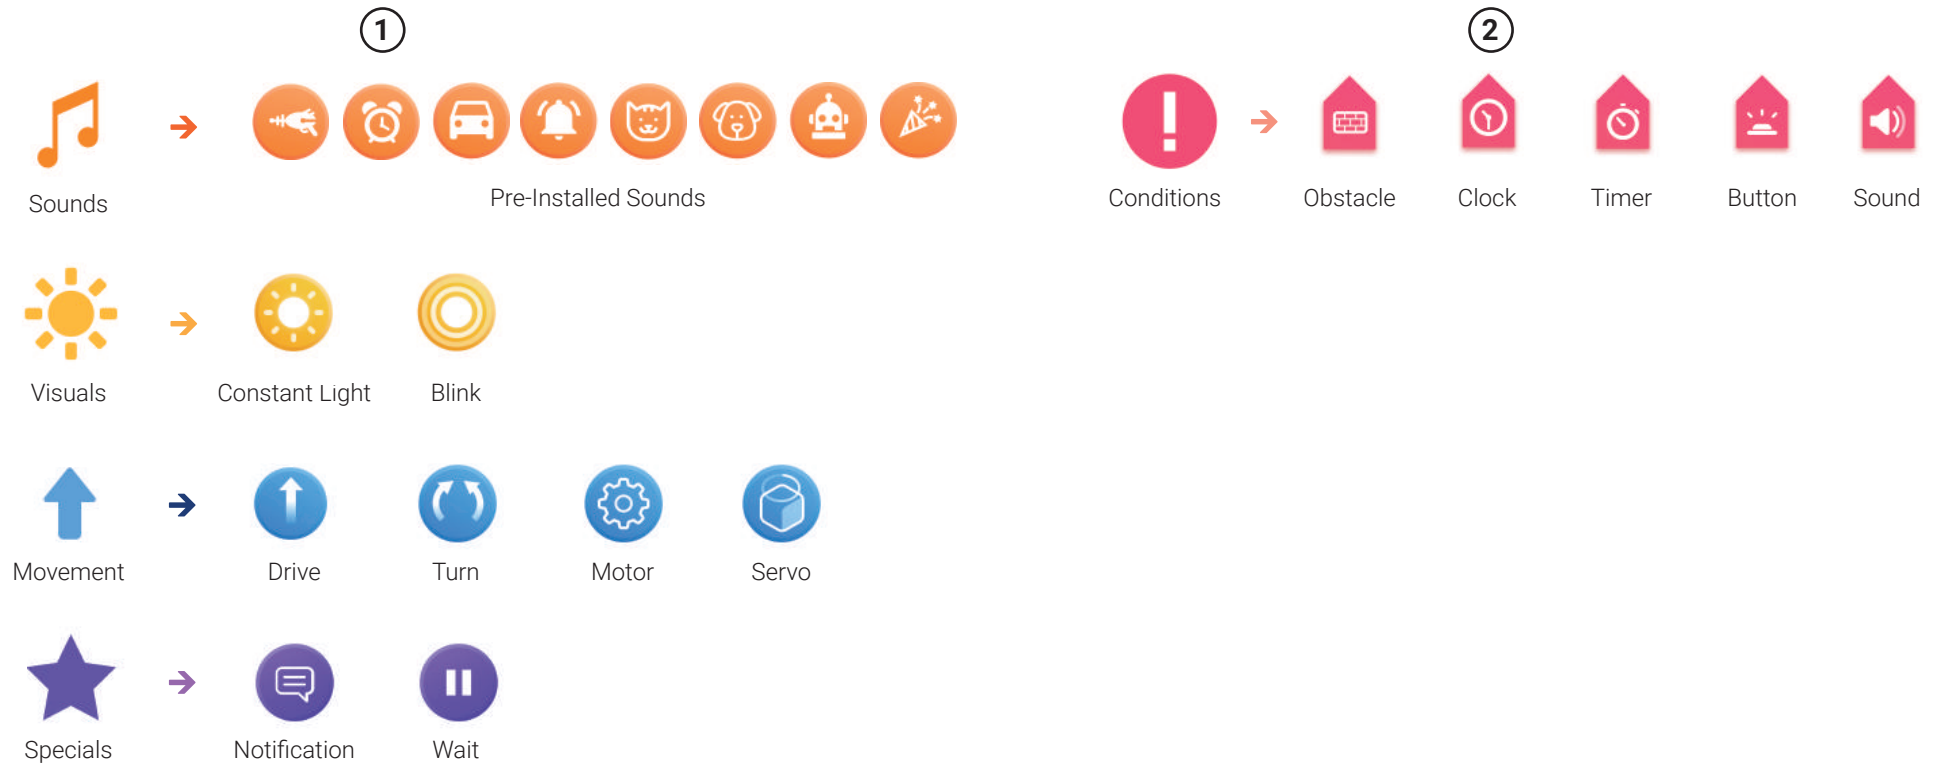 1
2
Sounds
Pre-Installed Sounds
Conditions
Obstacle
Clock
Timer
Button
Sound
Visuals
Constant Light
Blink
Movement
Drive
Turn
Motor
Servo
Specials
Notification
Wait